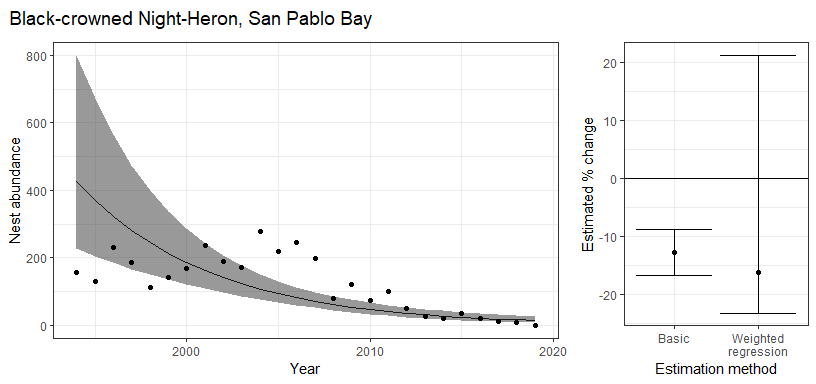 Black-crowned Night-Heron, San Pablo Bay
Nest abundance
800
600
400
200
0
2000
2010
2020
Year
Estimated % change
20
10
0
-10
-20
Basic
Weighted
regression
Estimation method